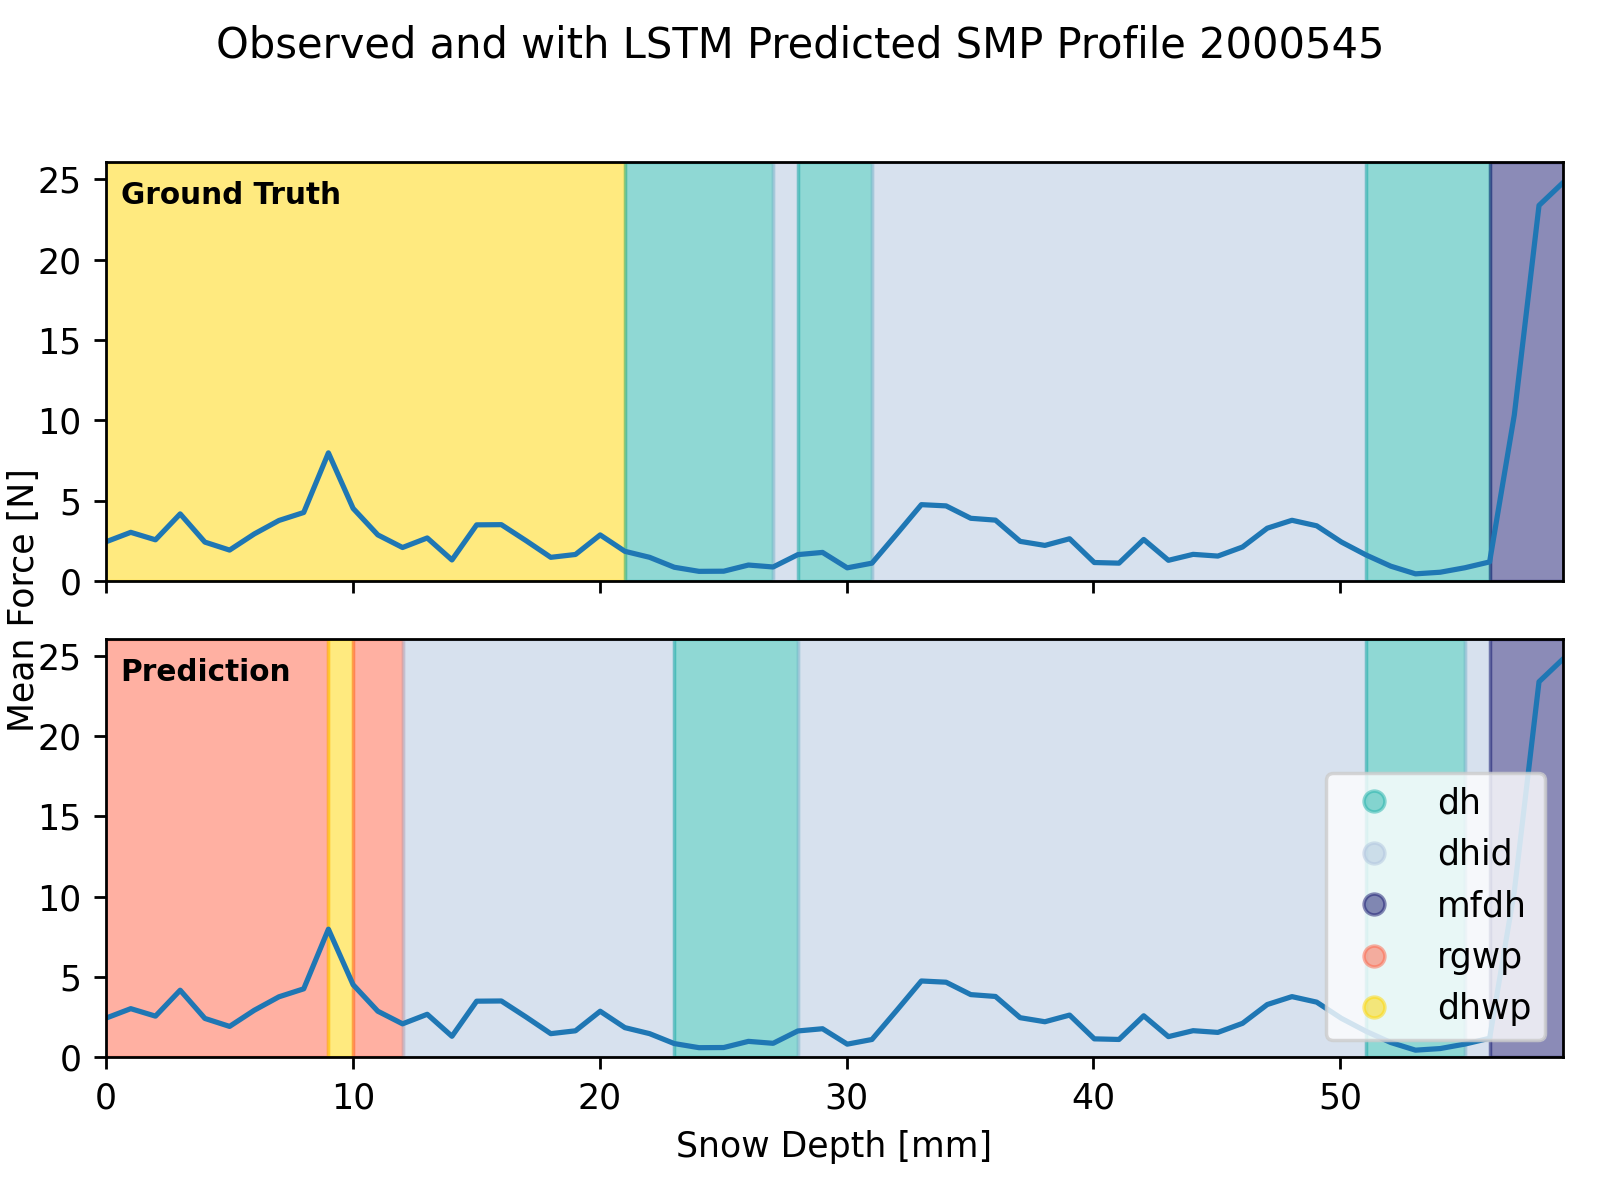 Observed and with LSTM Predicted SMP Profile 2000545
Mean Force [N]
25
20
15
10
5
0
Ground Truth
25
20
15
10
5
0
Prediction
dh
dhid
mfdh
rgwp
dhwp
0 10 20 30 40 50
Snow Depth [mm]